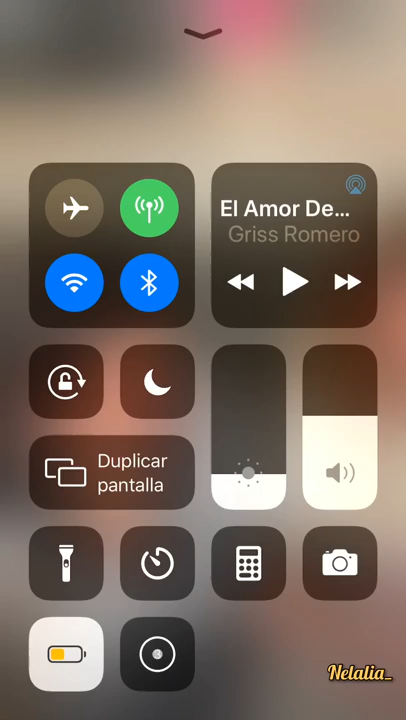 El Amor De...
Griss Romero
Duplicar
pantalla
Nelalia_